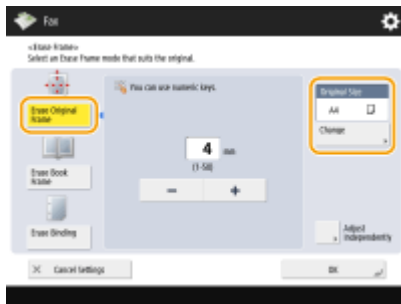 Fax
<Erase Frame>
Select an Erase Frame mode that suits the original.
Erase Original
Frame
You can use numeric keys.
Original Size
A4
Change
4 mm
(1-50)
Erase Book
Frame
- +
Erase Binding
Adjust
Independently
Cancel Settings
OK